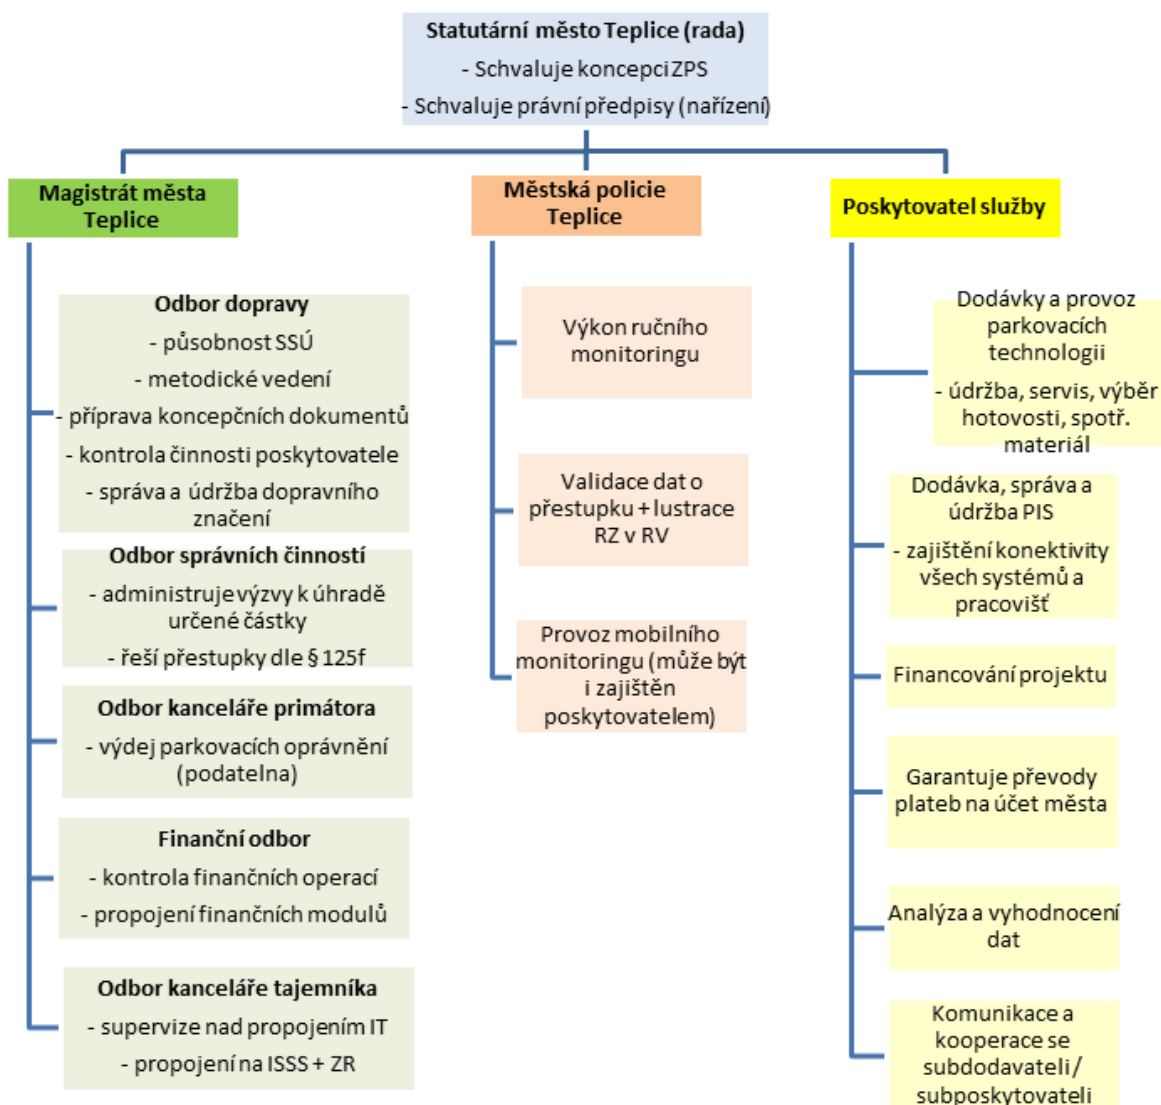 Statutární město Teplice (rada)
- Schvaluje koncepci ZPS
- Schvaluje právní předpisy (nařízení)
Magistrát města
Teplice
Odbor dopravy
- působnost SSÚ
- metodické vedení
- příprava koncepčních dokumentů
- kontrola činnosti poskytovatele
- správa a údržba dopravního
značení
Odbor správních činností
- administruje výzvy k úhradě
určené částky
- řeší přestupky dle § 125f
Odbor kanceláře primátora
- výdej parkovacích oprávnění
(podatelna)
Finanční odbor
- kontrola finančních operací
- propojení finančních modulů
Odbor kanceláře tajemníka
- supervize nad propojením IT
- propojení na ISSS + ZR
Městská policie
Teplice
Výkon ručního
monitoringu
Validace dat o
přestupku + lustrace
RZ v RV
Provoz mobilního
monitoringu (může být
i zajištěn
poskytovatelem)
Poskytovatel služby
Dodávky a provoz
parkovacích
technologii
- údržba, servis, výběr
hotovosti, spotř.
materiál
Dodávka, správa a
údržba PIS
- zajištění konektivity
všech systémů a
pracovišť
Financování projektu
Garantuje převody
plateb na účet města
Analýza a vyhodnocení
dat
Komunikace a
kooperace se
subdodavateli/
subposkytovateli